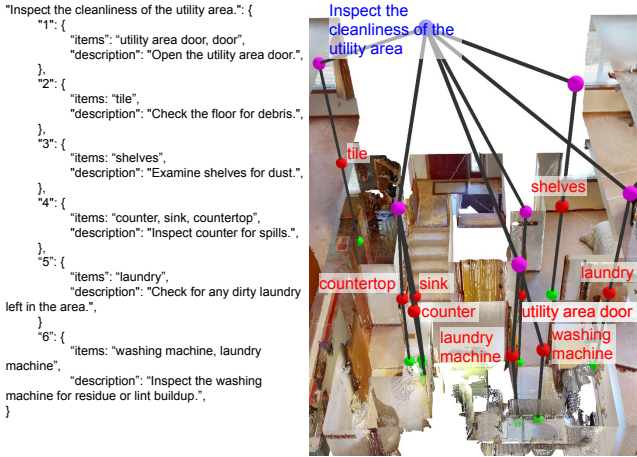 "Inspect the cleanliness of the utility area.": {
"1": {
"items”: “utility area door, door”,
"description": "Open the utility area door.",
},
"2": {
"items: “tile”,
"description": "Check the floor for debris.",
},
"3": {
"items: “shelves”,
"description": "Examine shelves for dust.",
},
"4": {
"items: “counter, sink, countertop”,
"description": "Inspect counter for spills.",
},
“5”: {
"items”: “laundry”,
"description": "Check for any dirty laundry
left in the area.",
}
“6”: {
"items: “washing machine, laundry
machine”,
"description”: “Inspect the washing
machine for residue or lint buildup.”,
}
Inspect the
cleanliness of the
utility area
tile
shelves
countertop
sink
laundry
counter
utility area door
laundry
machine
washing
machine